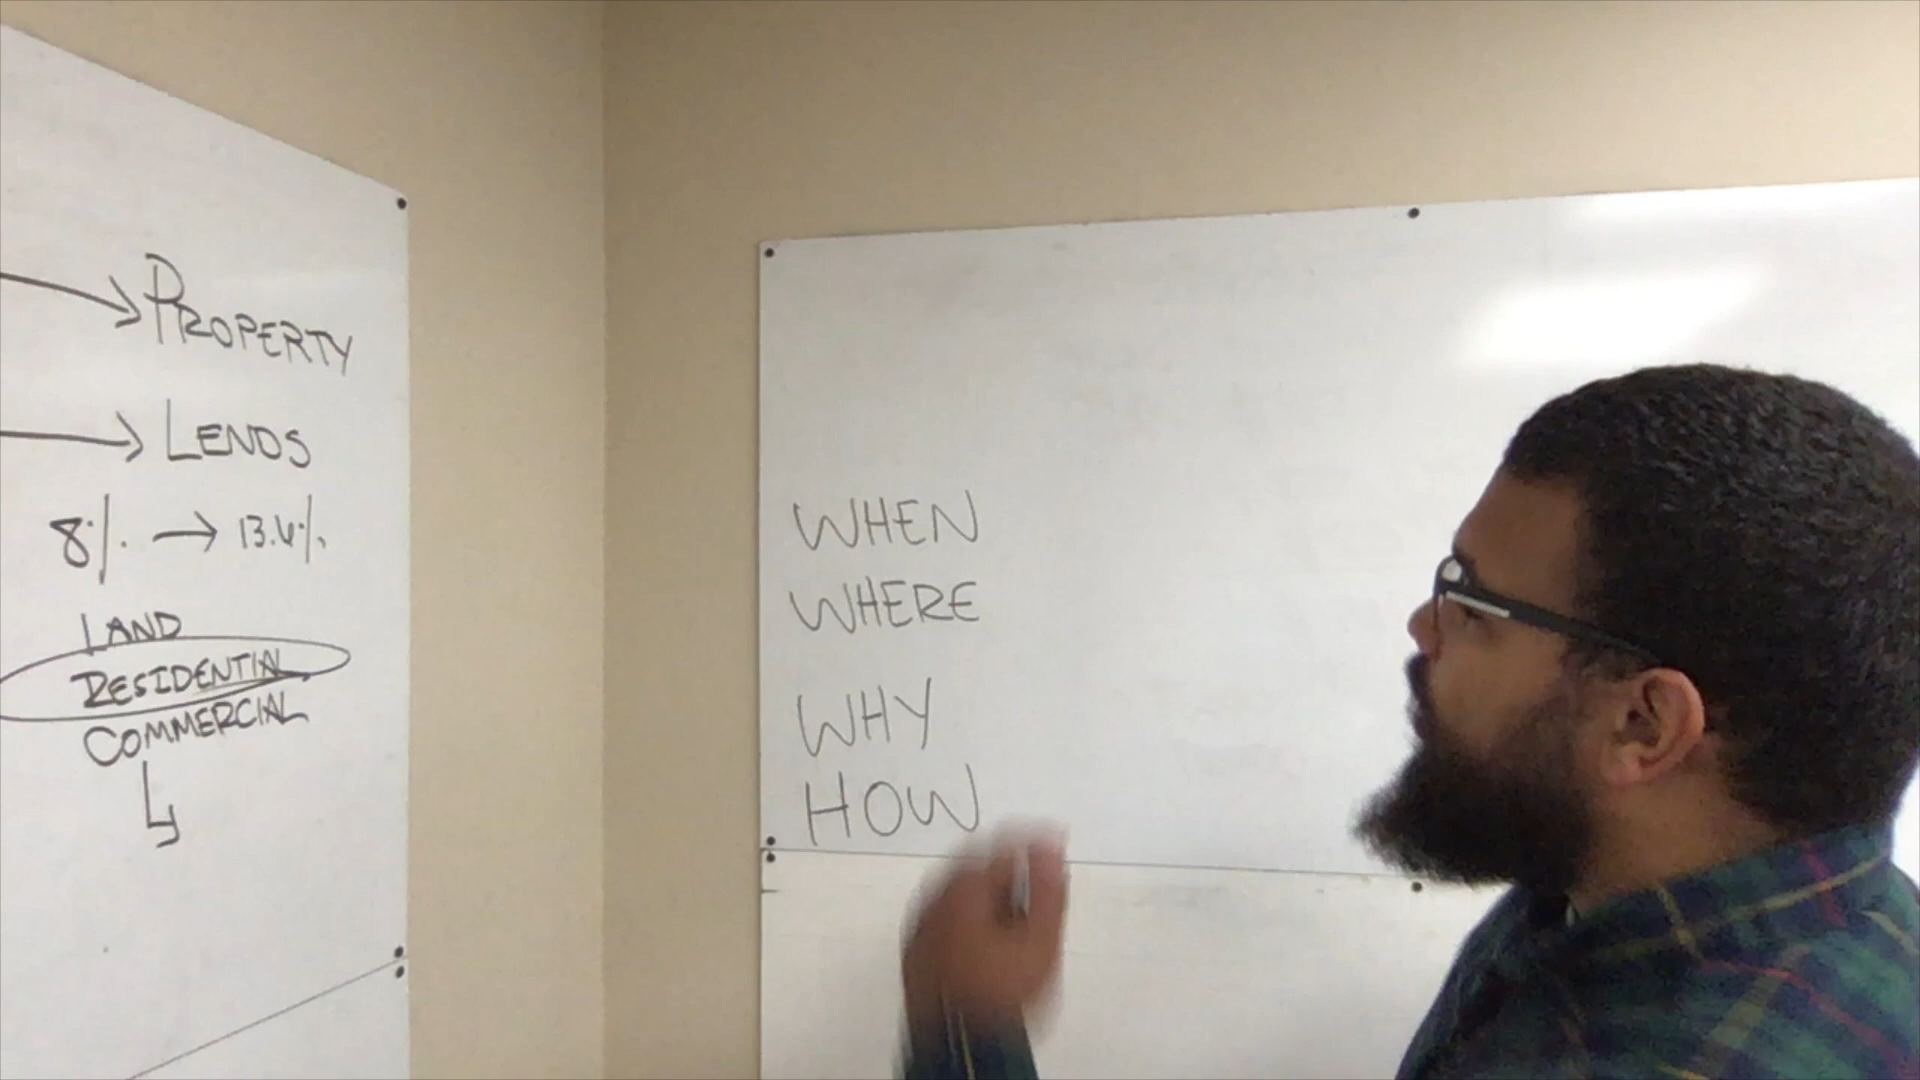 → PROPERTY
→ LENDS
8% → 13.4%
LAND
RESIDENTIAL
COMMERCIAL
WHEN
WHERE
WHY
HOW